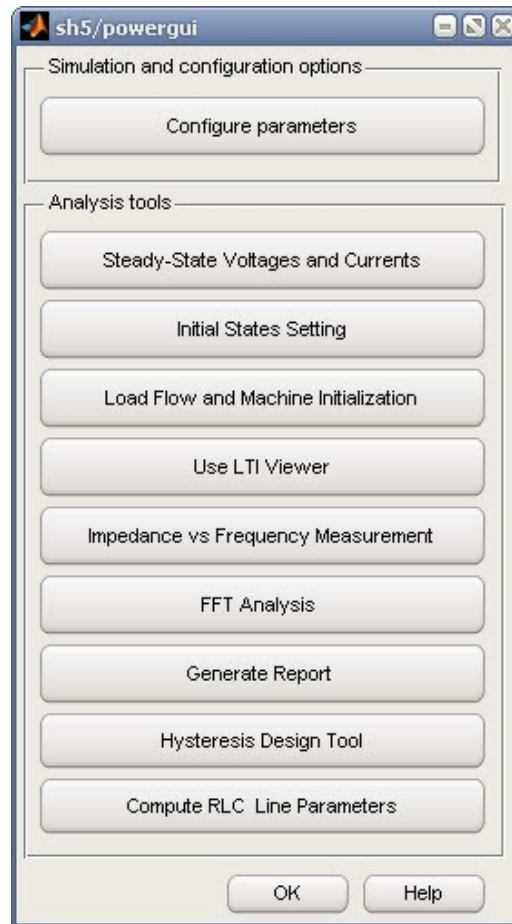 sh5/powergui
Simulation and configuration options
Configure parameters
Analysis tools
Steady-State Voltages and Currents
Initial States Setting
Load Flow and Machine Initialization
Use LTI Viewer
Impedance vs Frequency Measurement
FFT Analysis
Generate Report
Hysteresis Design Tool
Compute RLC Line Parameters
OK Help